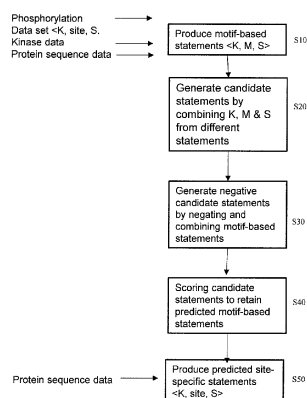 Phosphorylation
Data set <K, site, S.
Kinase data
Protein sequence data
Produce motif-based
statements <K, M, S>
S10
Generate candidate
statements by
combining K, M & S
from different
statements
S20
Generate negative
candidate statements
by negating and
combining motif-based
statements
S30
Scoring candidate
statements to retain
predicted motif-based
statements
S40
Protein sequence data
Produce predicted site-
specific statements
<K, site, S>
S50